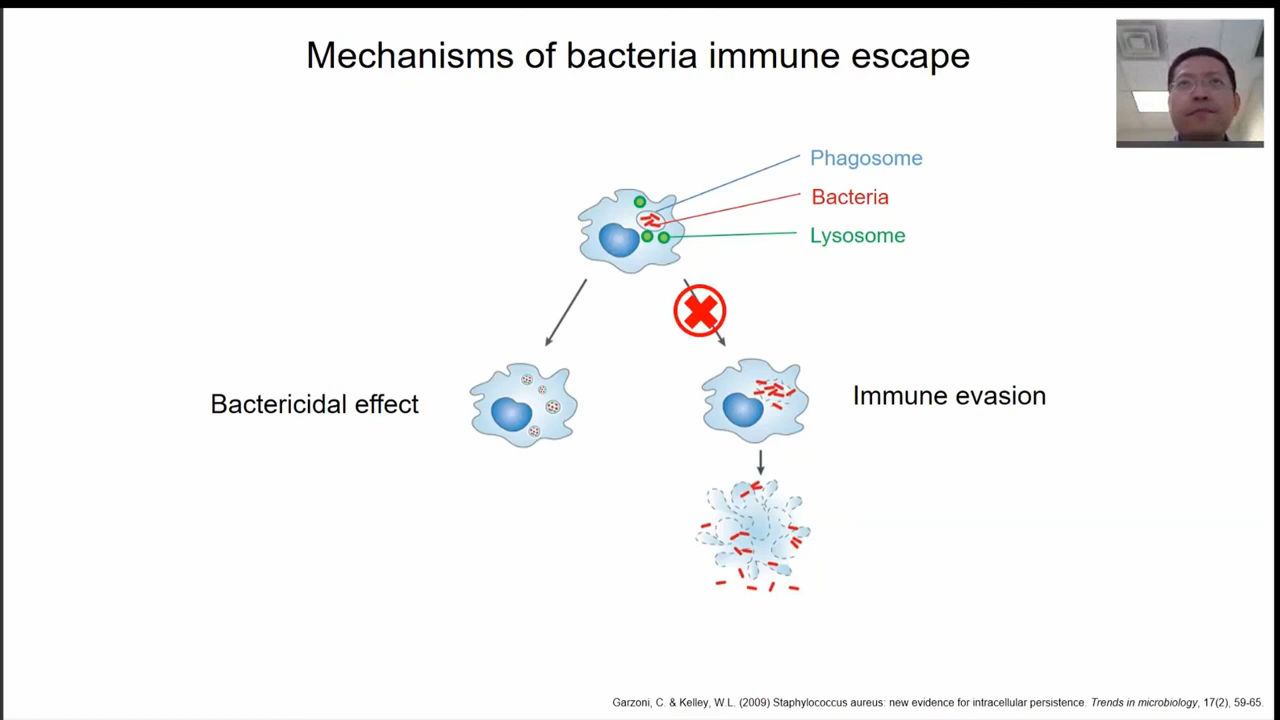 Mechanisms of bacteria immune escape
Phagosome
Bacteria
Lysosome
Bactericidal effect
Immune evasion
Garzoni, C. & Kelley, W.L. (2009) Staphylococcus aureus: new evidence for intracellular persistence. Trends in microbiology, 17(2), 59-65.